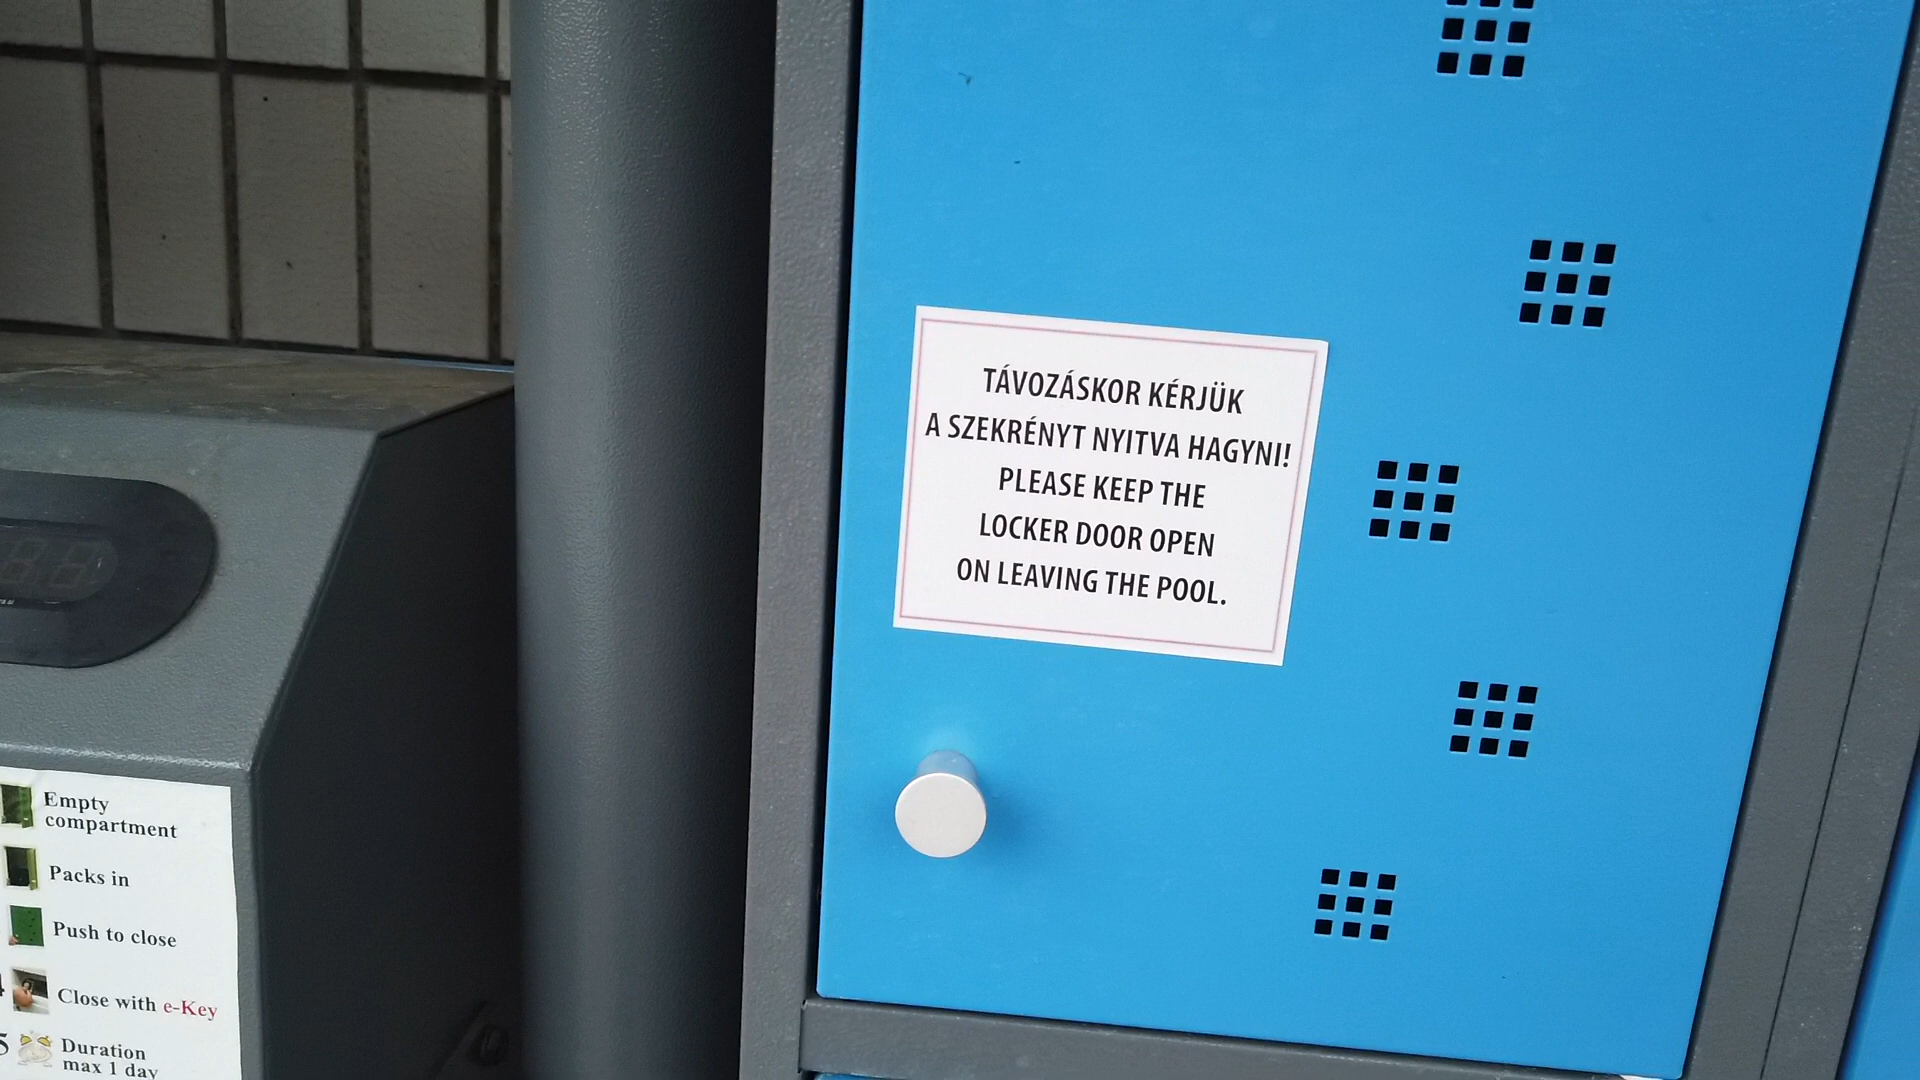 TÁVOZÁSKOR KÉRJÜK
A SZEKRÉNYT NYITVA HAGYNI!
PLEASE KEEP THE
LOCKER DOOR OPEN
ON LEAVING THE POOL.
Empty
compartment
Packs in
Push to close
Close with e-Key
5 Duration
max 1 day